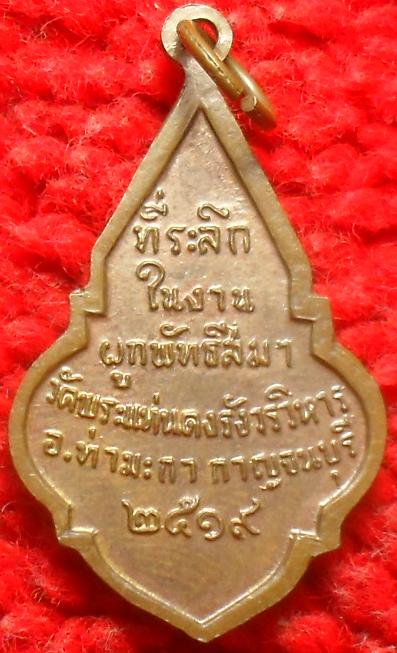 ที่ระลึก
ในงาน
ผูกพัทธสีมา
วัดพระแท่นดงรังวรวิหาร
อ.ท่ามะกา กาญจนบุรี
๒๕๑๙